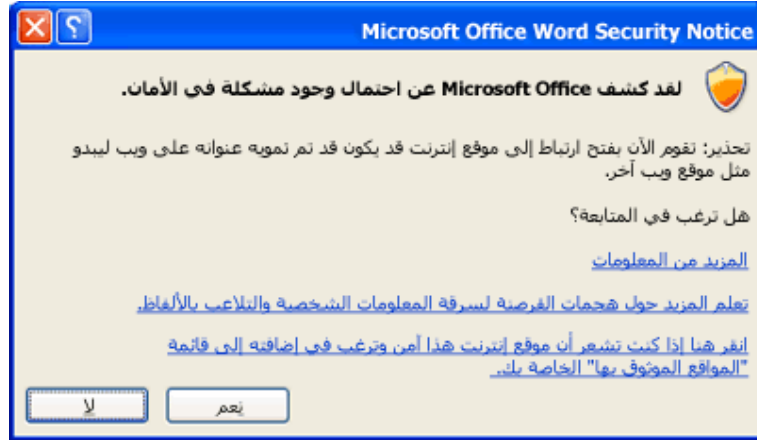 Microsoft Office Word Security Notice
لقد كشف Microsoft Office عن احتمال وجود مشكلة في الأمان.
تحذير: تقوم الآن بفتح ارتباط إلى موقع إنترنت قد يكون قد تم تمويه عنوانه على ويب ليبدو
مثل موقع ويب آخر.
هل ترغب في المتابعة؟
المزيد من المعلومات
تعلم المزيد حول هجمات القرصنة لسرقة المعلومات الشخصية والتلاعب بالألفاظ.
انقر هنا إذا كنت تشعر أن موقع إنترنت هذا آمن وترغب في إضافته إلى قائمة
"المواقع الموثوق بها" الخاصة بك.
نعم
لا